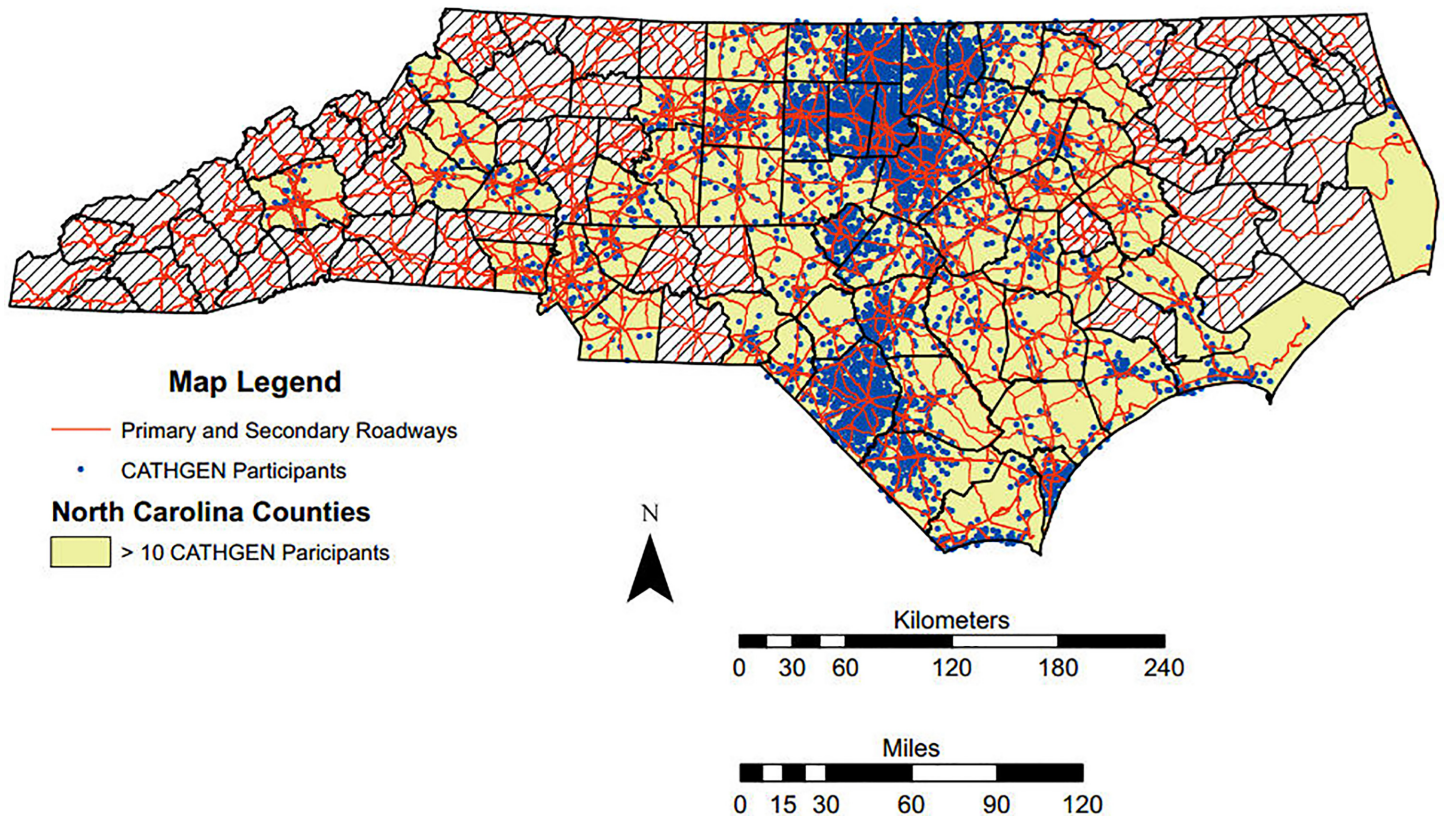 Map Legend
Primary and Secondary Roadways
CATHGEN Participants
North Carolina Counties
> 10 CATHGEN Paricipants
N
Kilometers
0 30 60 120 180 240
Miles
0 15 30 60 90 120